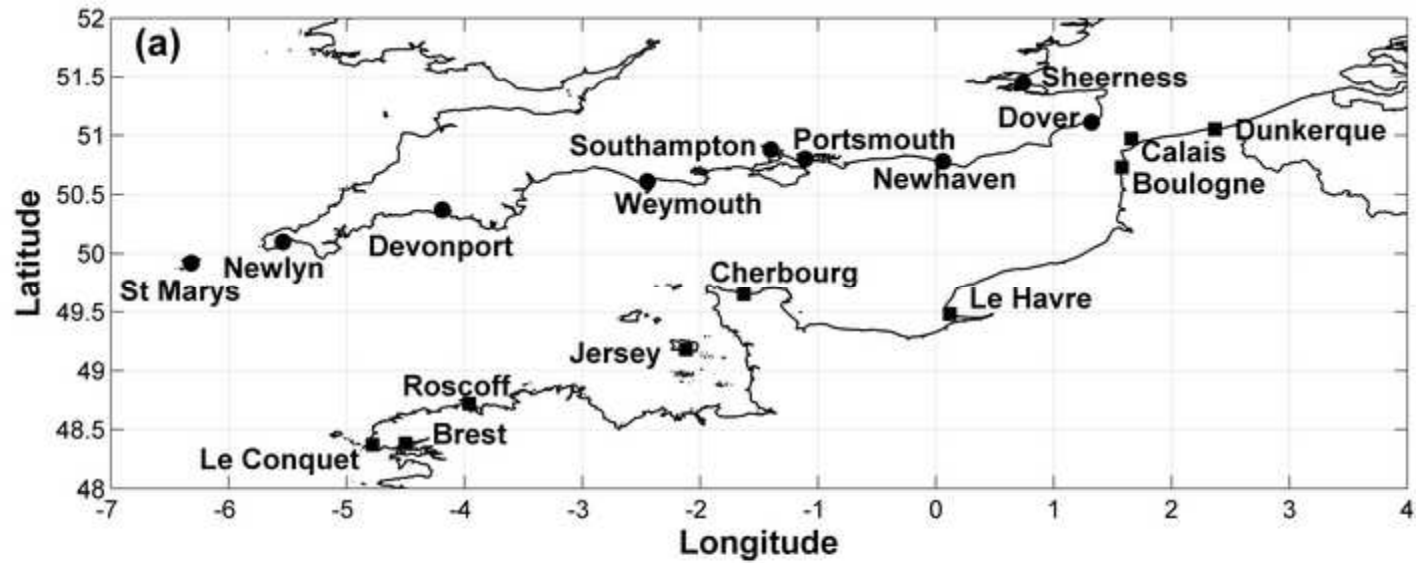 (a)
52
51.5
51
50.5
50
49.5
49
48.5
48
Latitude
Sheerness
Dover
Dunkerque
Southampton
Portsmouth
Calais
Newhaven
Boulogne
Weymouth
Devonport
Newlyn
St Marys
Cherbourg
Le Havre
Jersey
Roscoff
Brest
Le Conquet
-7 -6 -5 -4 -3 -2 -1 0 1 2 3 4
Longitude